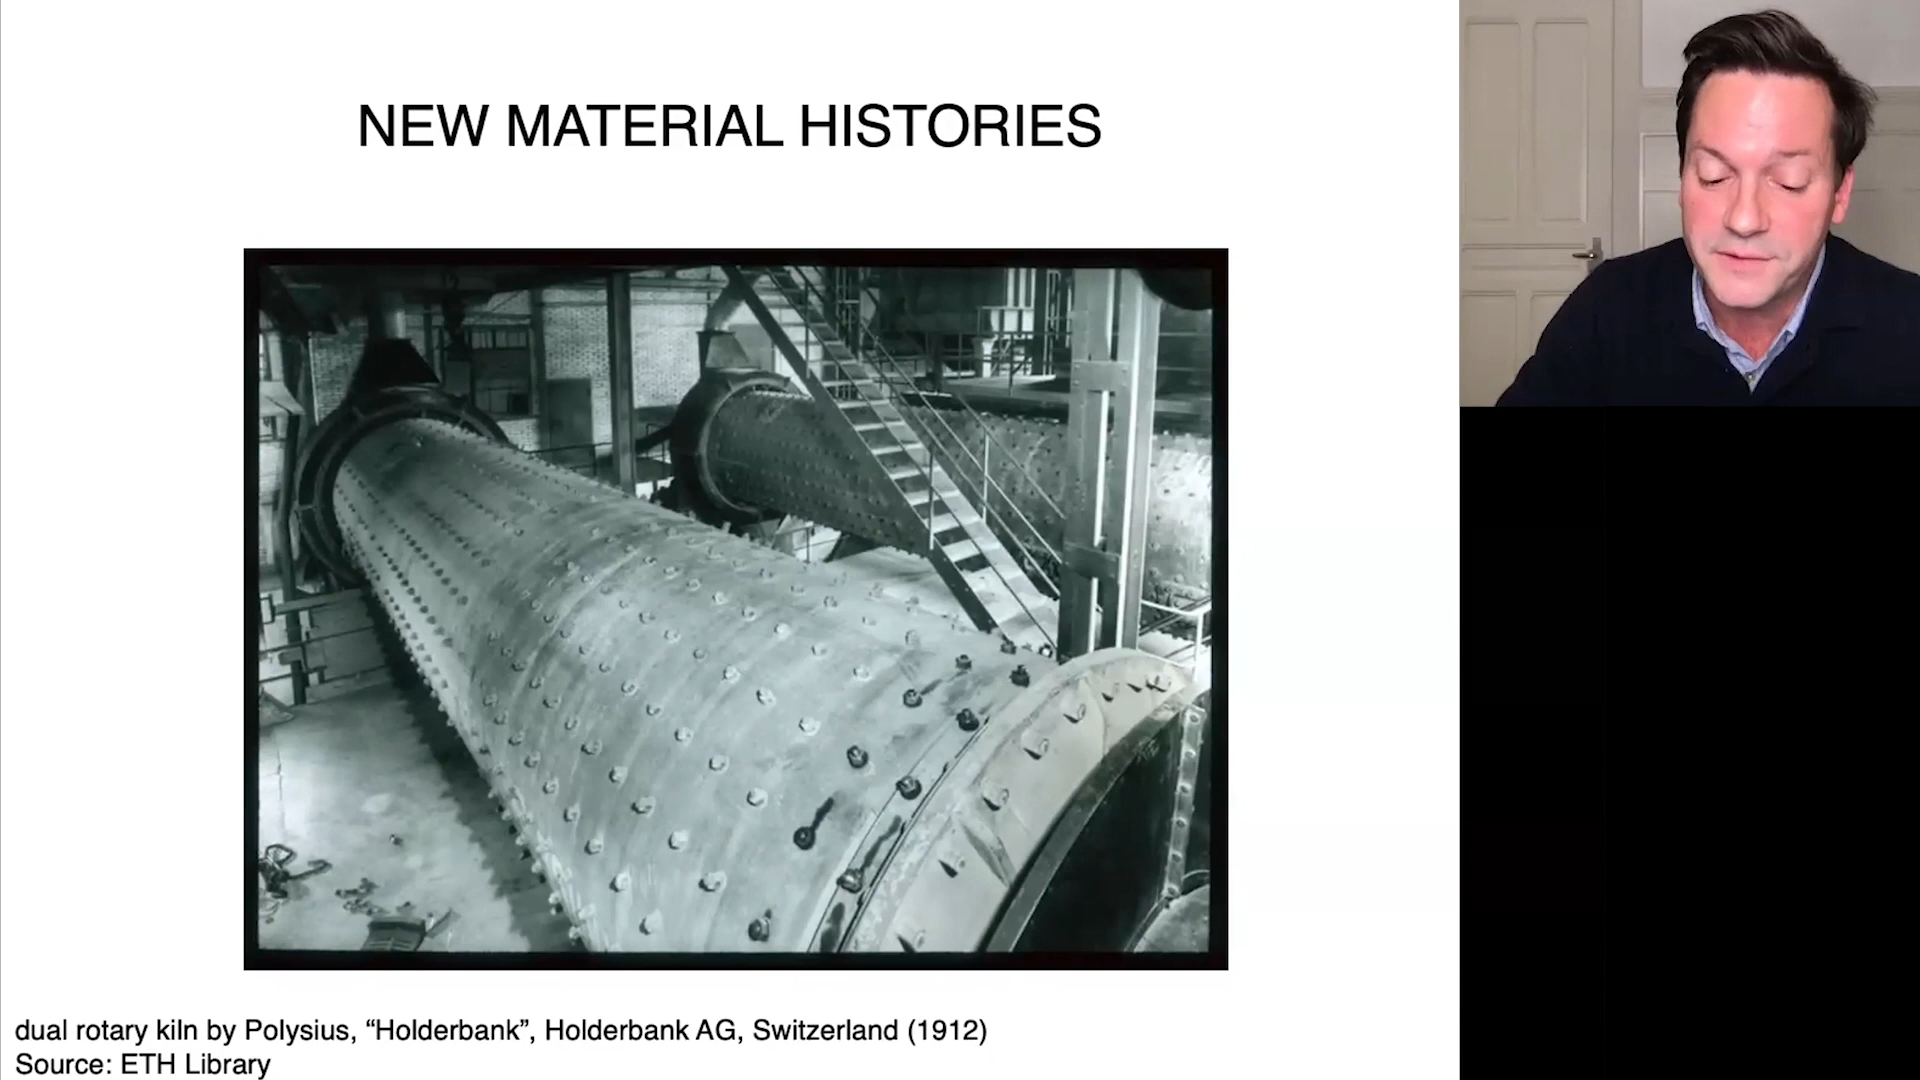 NEW MATERIAL HISTORIES
dual rotary kiln by Polysius, “Holderbank”, Holderbank AG, Switzerland (1912)
Source: ETH Library